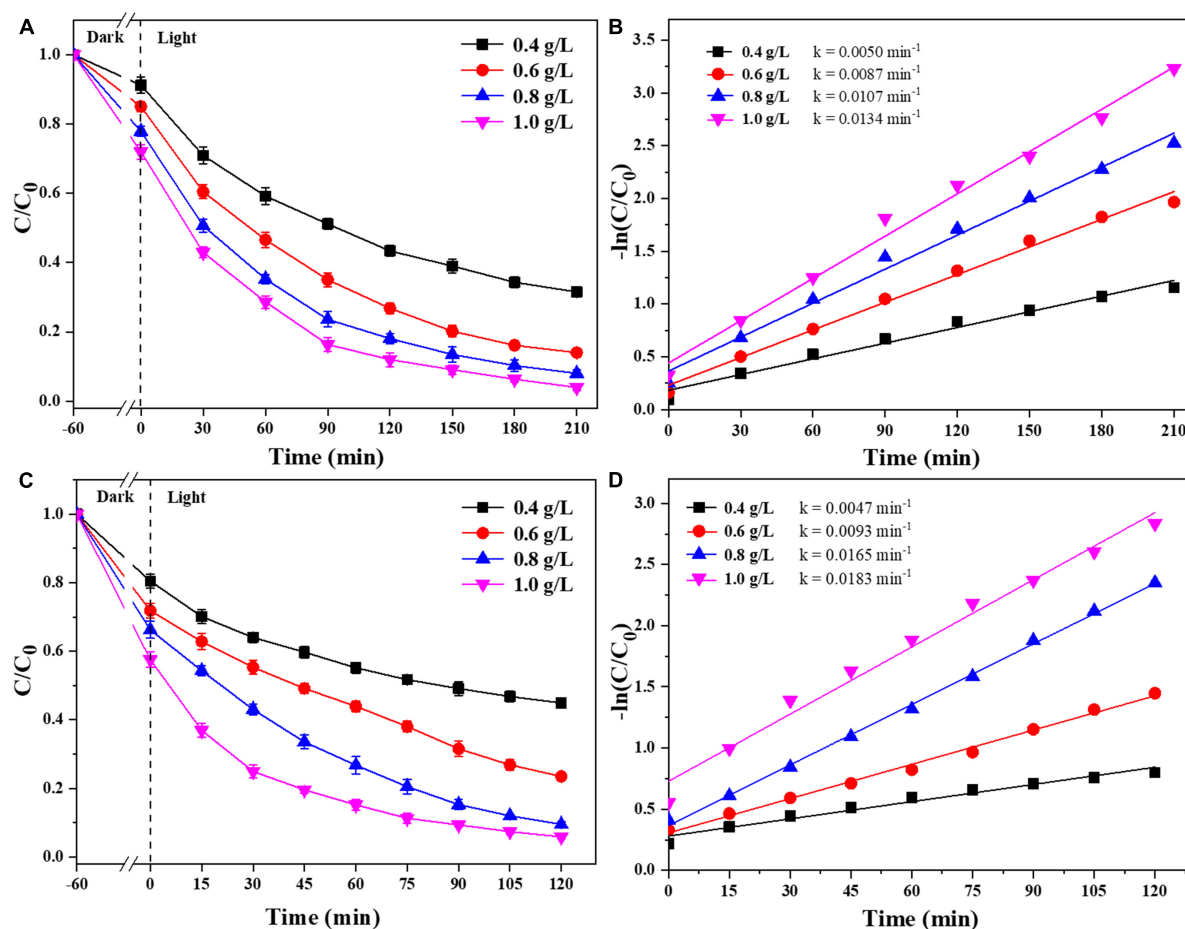 A
Dark Light
0.4 g/L
0.6 g/L
0.8 g/L
1.0 g/L
C/C0
1.0
0.8
0.6
0.4
0.2
0.0
-60 0 30 60 90 120 150 180 210
Time (min)
B
0.4 g/L k = 0.0050 min-1
0.6 g/L k = 0.0087 min-1
0.8 g/L k = 0.0107 min-1
1.0 g/L k = 0.0134 min-1
-ln(C/C0)
3.5
3.0
2.5
2.0
1.5
1.0
0.5
0.0
0 30 60 90 120 150 180 210
Time (min)
C
Dark Light
0.4 g/L
0.6 g/L
0.8 g/L
1.0 g/L
C/C0
1.0
0.8
0.6
0.4
0.2
0.0
-60 0 15 30 45 60 75 90 105 120
Time (min)
D
0.4 g/L k = 0.0047 min-1
0.6 g/L k = 0.0093 min-1
0.8 g/L k = 0.0165 min-1
1.0 g/L k = 0.0183 min-1
-ln(C/C0)
3.0
2.5
2.0
1.5
1.0
0.5
0.0
0 15 30 45 60 75 90 105 120
Time (min)